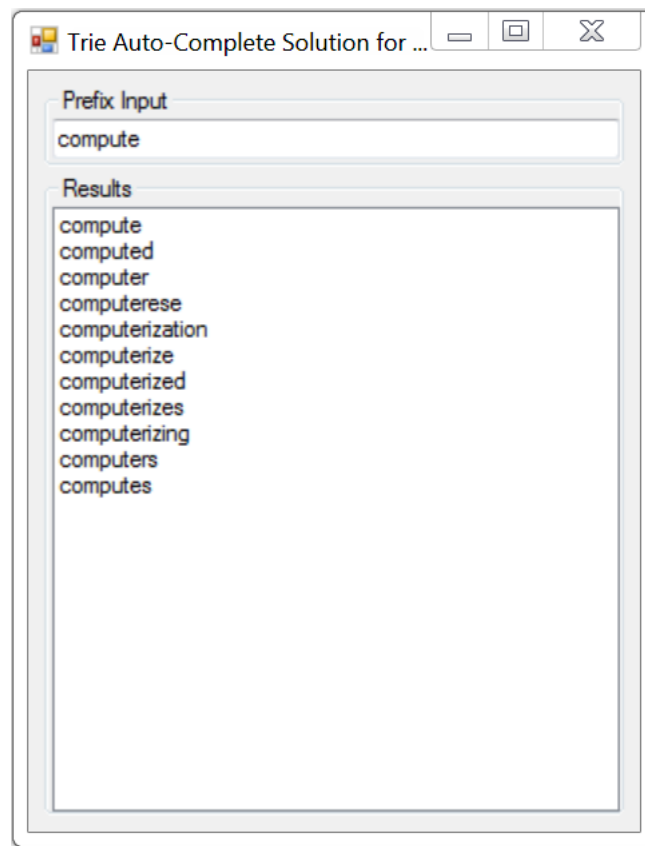 Trie Auto-Complete Solution for ...
Prefix Input
compute
Results
compute
computed
computer
computerese
computerization
computerize
computerized
computerizes
computerizing
computers
computes